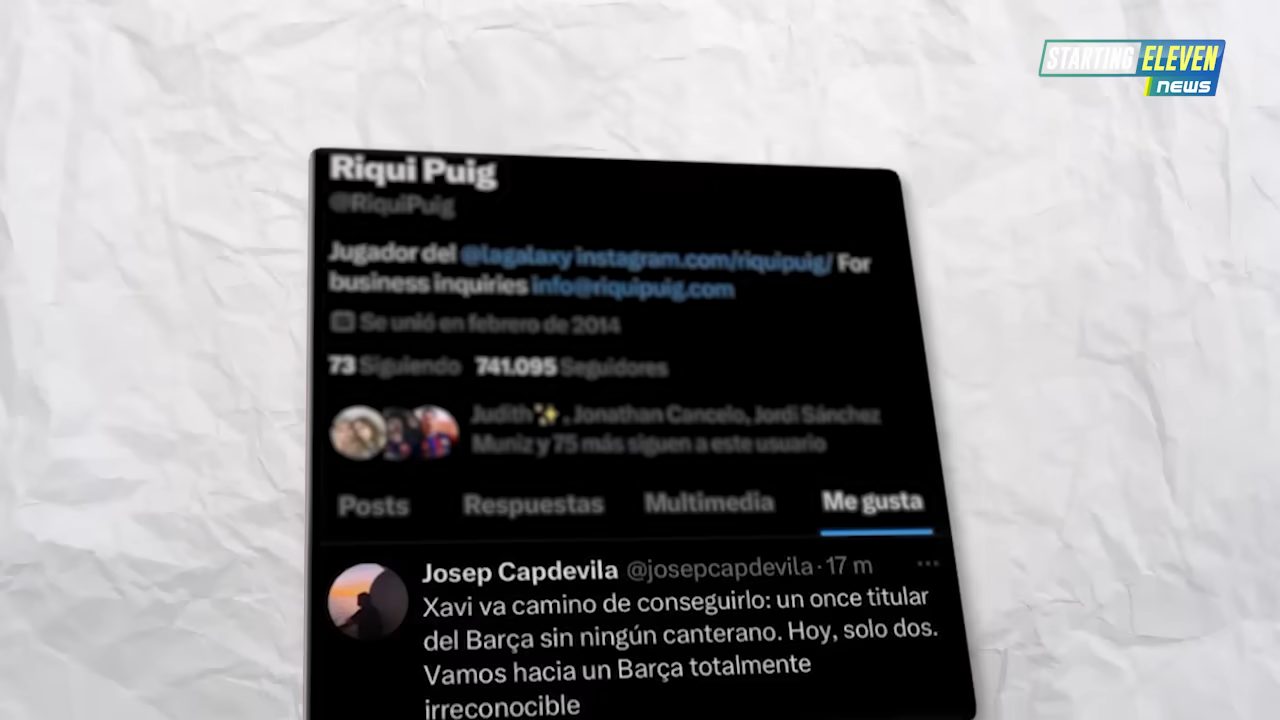 STARTING ELEVEN
news
Riqui Puig
@RiquiPuig
Jugador del @lagalaxy instagram.com/riquipuig/ For
business inquiries info@riquipuig.com
Se unió en febrero de 2014
73 Siguiendo 741.095 Seguidores
Judith✨, Jonathan Cancelo, Jordi Sánchez
Muniz y 75 más siguen a este usuario
Posts Respuestas Multimedia Me gusta
Josep Capdevila @josepcapdevila · 17 m
Xavi va camino de conseguirlo: un once titular
del Barça sin ningún canterano. Hoy, solo dos.
Vamos hacia un Barça totalmente
irreconocible